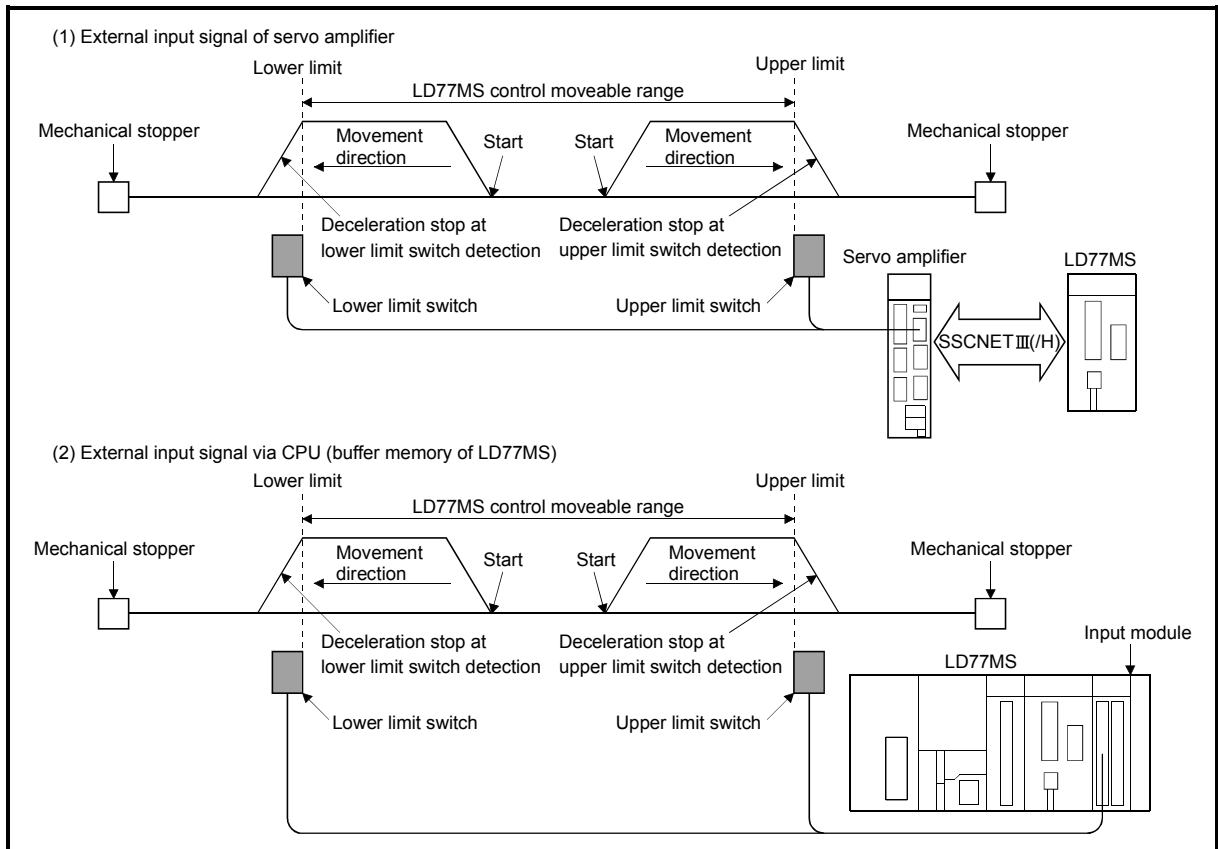 (1) External input signal of servo amplifier
Lower limit
Upper limit
LD77MS control moveable range
Mechanical stopper
Movement
direction
Start
Start
Movement
direction
Mechanical stopper
Deceleration stop at
lower limit switch detection
Deceleration stop at
upper limit switch detection
Servo amplifier
LD77MS
Lower limit switch
Upper limit switch
SSCNETⅢ(/H)
(2) External input signal via CPU (buffer memory of LD77MS)
Lower limit
Upper limit
LD77MS control moveable range
Mechanical stopper
Movement
direction
Start
Start
Movement
direction
Mechanical stopper
Deceleration stop at
lower limit switch detection
Deceleration stop at
upper limit switch detection
Input module
LD77MS
Lower limit switch
Upper limit switch